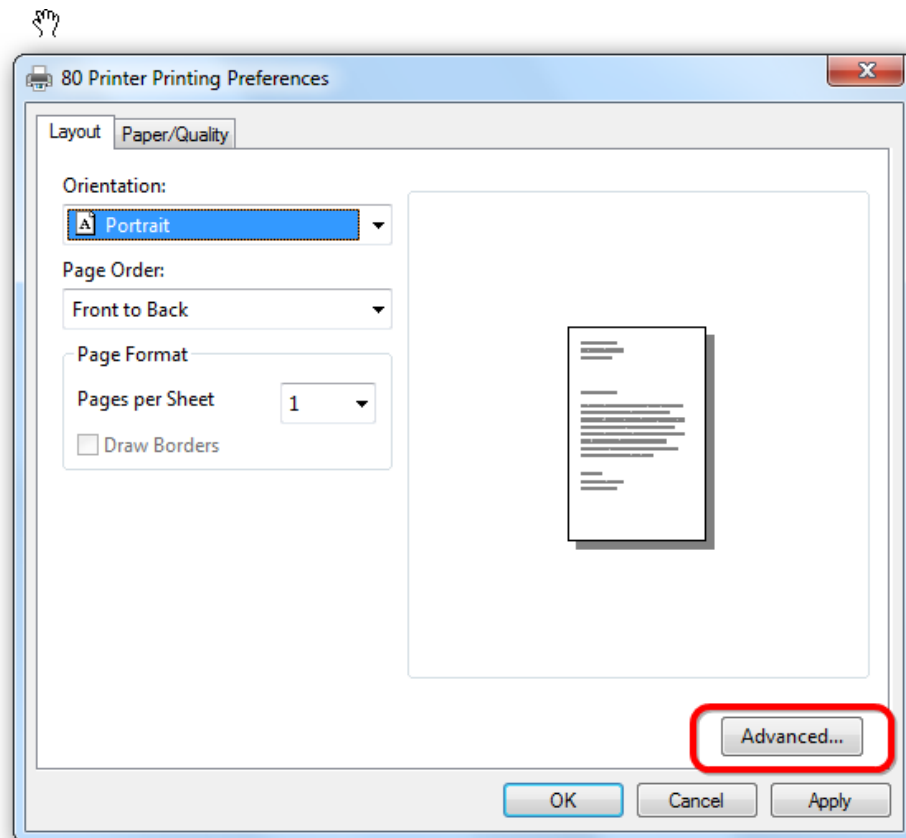 80 Printer Printing Preferences
Layout
Paper/Quality
Orientation:
A Portrait
Page Order:
Front to Back
Page Format
Pages per Sheet 1
Draw Borders
Advanced...
OK
Cancel
Apply